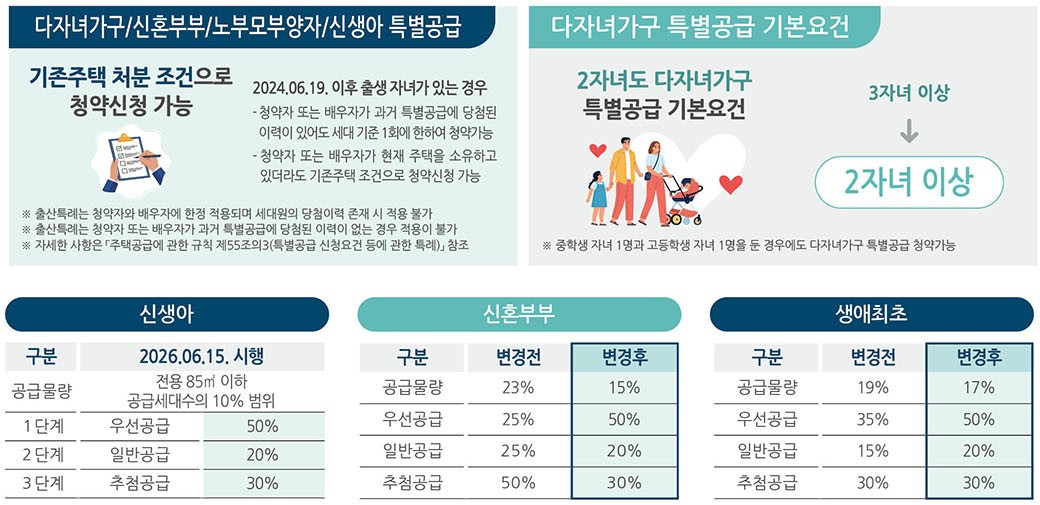 다자녀가구/신혼부부/노부모부양자/신생아 특별공급
기존주택 처분 조건으로
청약신청 가능
2024.06.19. 이후 출생 자녀가 있는 경우
- 청약자 또는 배우자가 과거 특별공급에 당첨된
이력이 있어도 세대 기준 1회에 한하여 청약가능
- 청약자 또는 배우자가 현재 주택을 소유하고
있더라도 기존주택 조건으로 청약신청 가능
※ 출산특례는 청약자와 배우자에 한정 적용되며 세대원의 당첨이력 존재 시 적용 불가
※ 출산특례는 청약자 또는 배우자가 과거 특별공급에 당첨된 이력이 없는 경우 적용이 불가
※ 자세한 사항은 「주택공급에 관한 규칙 제55조의3(특별공급 신청요건 등에 관한 특례)」 참조
다자녀가구 특별공급 기본요건
2자녀도 다자녀가구
특별공급 기본요건
3자녀 이상
2자녀 이상
※ 중학생 자녀 1명과 고등학생 자녀 1명을 둔 경우에도 다자녀가구 특별공급 청약가능
신생아
구분 2026.06.15. 시행
공급물량 전용 85㎡ 이하
공급세대수의 10% 범위
1 단계 우선공급 50%
2 단계 일반공급 20%
3 단계 추첨공급 30%
신혼부부
구분 변경전 변경후
공급물량 23% 15%
우선공급 25% 50%
일반공급 25% 20%
추첨공급 50% 30%
생애최초
구분 변경전 변경후
공급물량 19% 17%
우선공급 35% 50%
일반공급 15% 20%
추첨공급 30% 30%